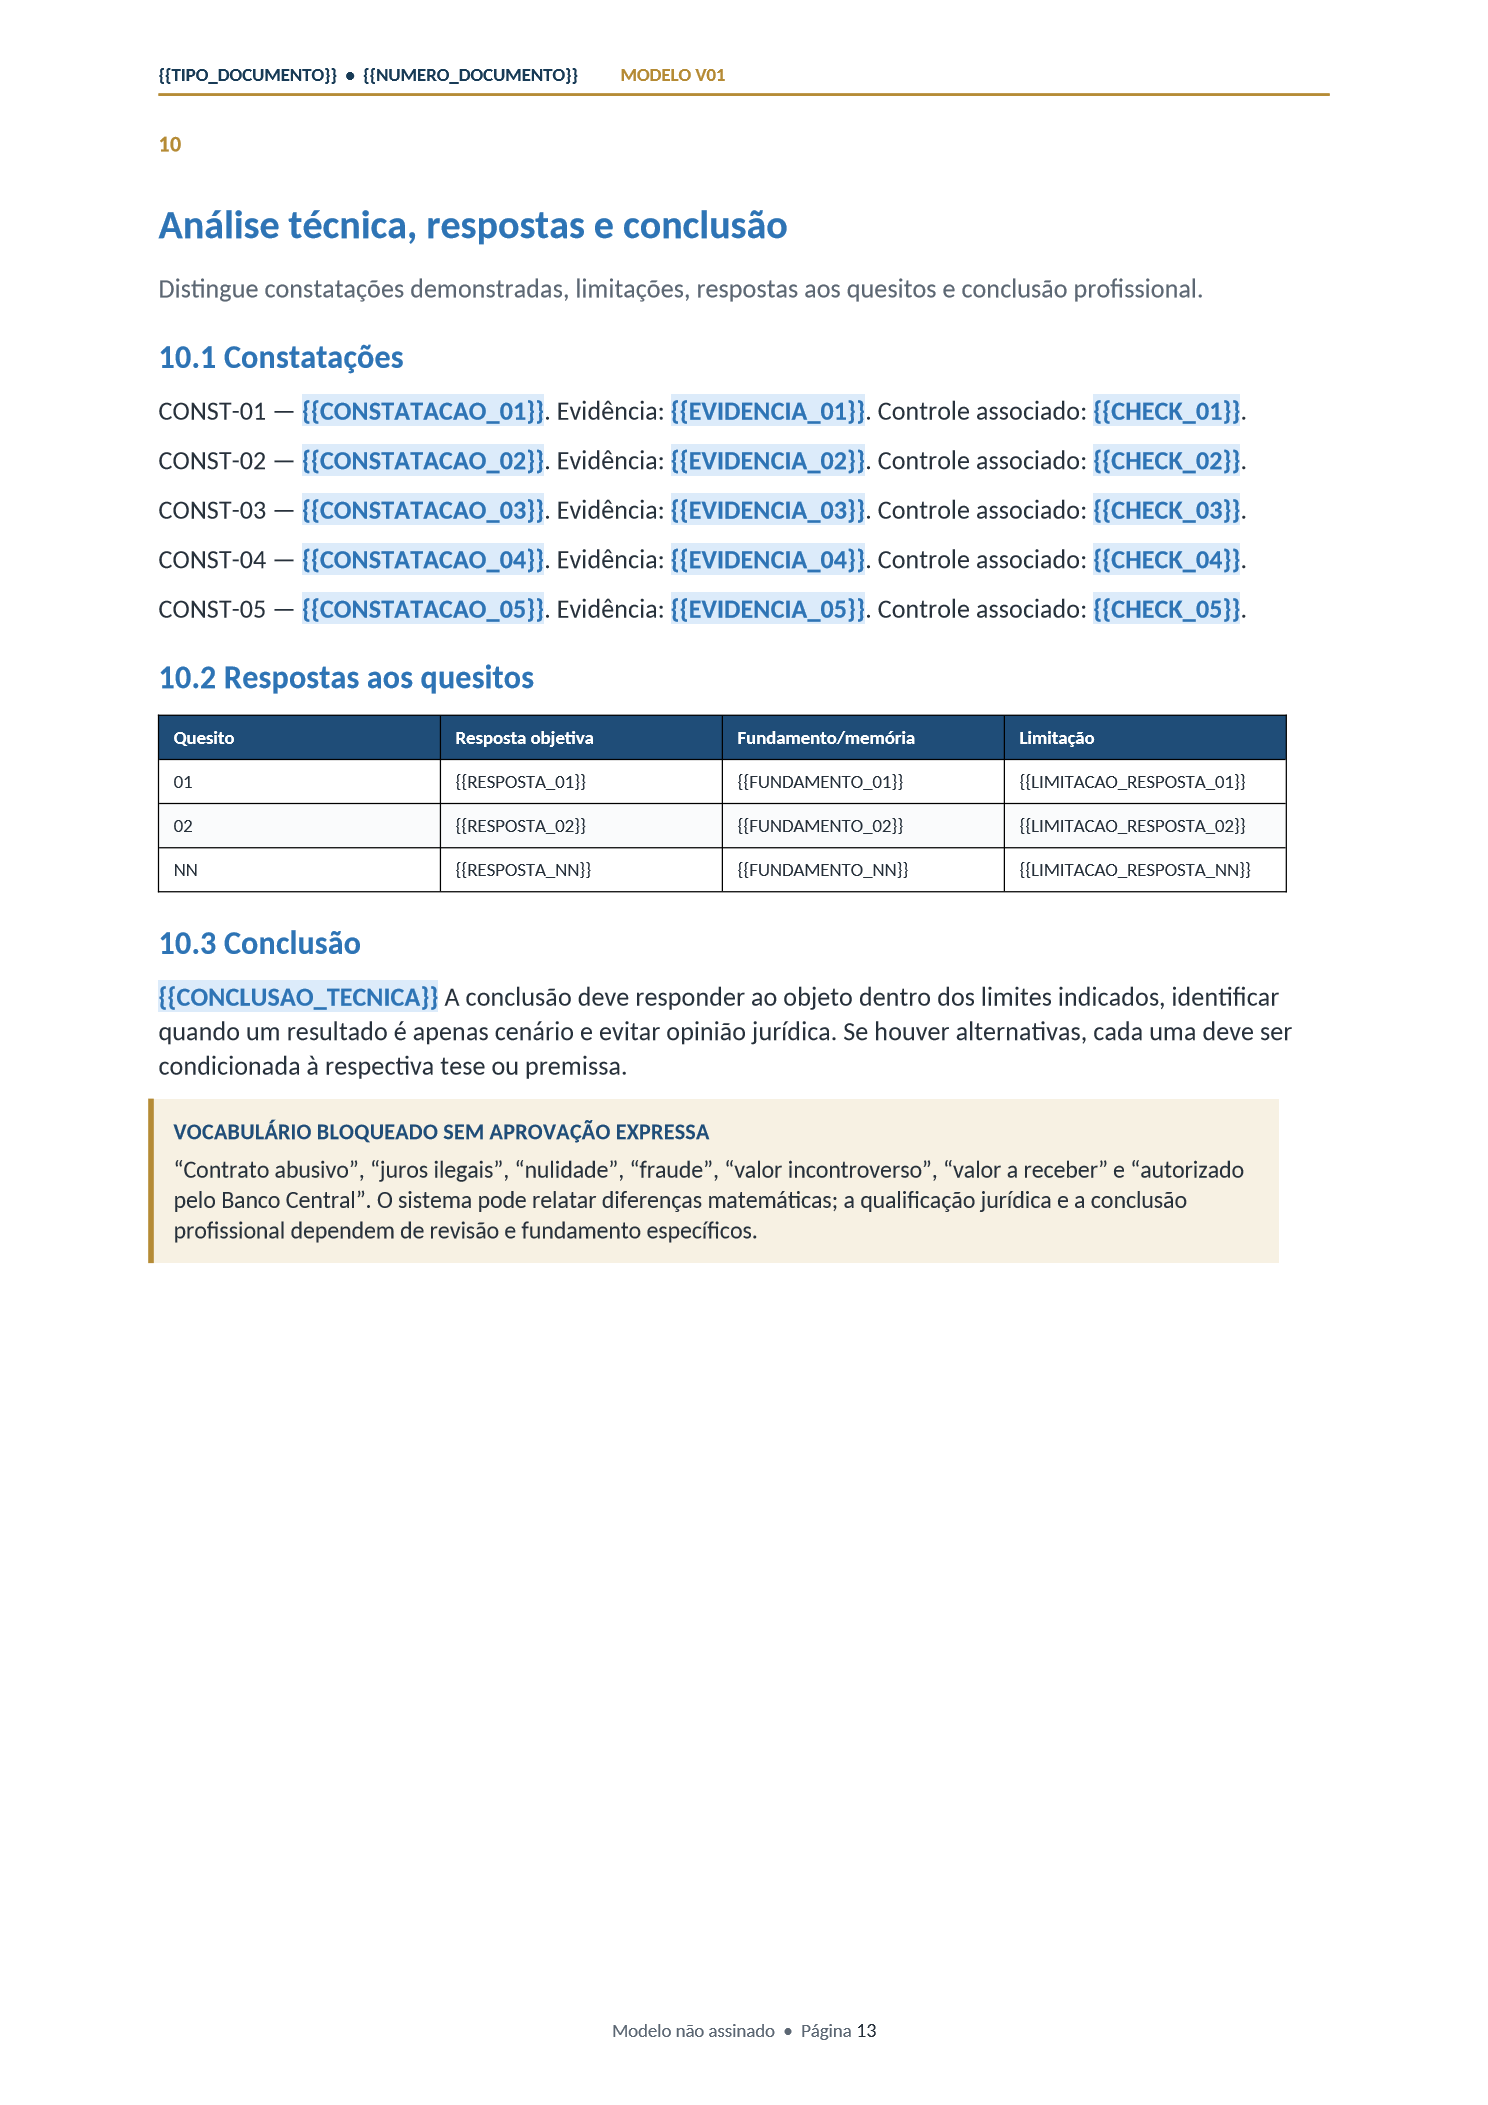 {{TIPO_DOCUMENTO}} • {{NUMERO_DOCUMENTO}} MODELO V01
10
Análise técnica, respostas e conclusão
Distingue constatações demonstradas, limitações, respostas aos quesitos e conclusão profissional.
10.1 Constatações
CONST-01 — {{CONSTATACAO_01}}. Evidência: {{EVIDENCIA_01}}. Controle associado: {{CHECK_01}}.
CONST-02 — {{CONSTATACAO_02}}. Evidência: {{EVIDENCIA_02}}. Controle associado: {{CHECK_02}}.
CONST-03 — {{CONSTATACAO_03}}. Evidência: {{EVIDENCIA_03}}. Controle associado: {{CHECK_03}}.
CONST-04 — {{CONSTATACAO_04}}. Evidência: {{EVIDENCIA_04}}. Controle associado: {{CHECK_04}}.
CONST-05 — {{CONSTATACAO_05}}. Evidência: {{EVIDENCIA_05}}. Controle associado: {{CHECK_05}}.
10.2 Respostas aos quesitos
Quesito Resposta objetiva Fundamento/memória Limitação
01 {{RESPOSTA_01}} {{FUNDAMENTO_01}} {{LIMITACAO_RESPOSTA_01}}
02 {{RESPOSTA_02}} {{FUNDAMENTO_02}} {{LIMITACAO_RESPOSTA_02}}
NN {{RESPOSTA_NN}} {{FUNDAMENTO_NN}} {{LIMITACAO_RESPOSTA_NN}}
10.3 Conclusão
{{CONCLUSAO_TECNICA}} A conclusão deve responder ao objeto dentro dos limites indicados, identificar
quando um resultado é apenas cenário e evitar opinião jurídica. Se houver alternativas, cada uma deve ser
condicionada à respectiva tese ou premissa.
VOCABULÁRIO BLOQUEADO SEM APROVAÇÃO EXPRESSA
“Contrato abusivo”, “juros ilegais”, “nulidade”, “fraude”, “valor incontroverso”, “valor a receber” e “autorizado
pelo Banco Central”. O sistema pode relatar diferenças matemáticas; a qualificação jurídica e a conclusão
profissional dependem de revisão e fundamento específicos.
Modelo não assinado • Página 13